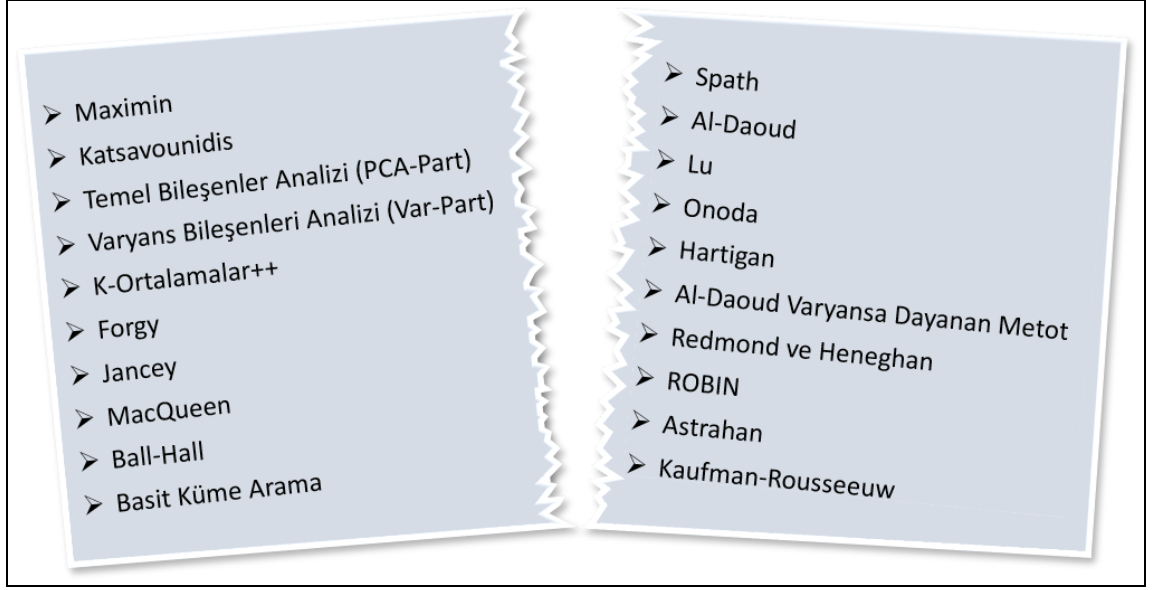 Maximin
Katsavounidis
Temel Bileşenler Analizi (PCA-Part)
Varyans Bileşenleri Analizi (Var-Part)
K-Ortalamalar++
Forgy
Jancey
MacQueen
Ball-Hall
Basit Küme Arama
Spath
Al-Daoud
Lu
Onoda
Hartigan
Al-Daoud Varyansa Dayanan Metot
Redmond ve Heneghan
ROBIN
Astrahan
Kaufman-Rousseeuw